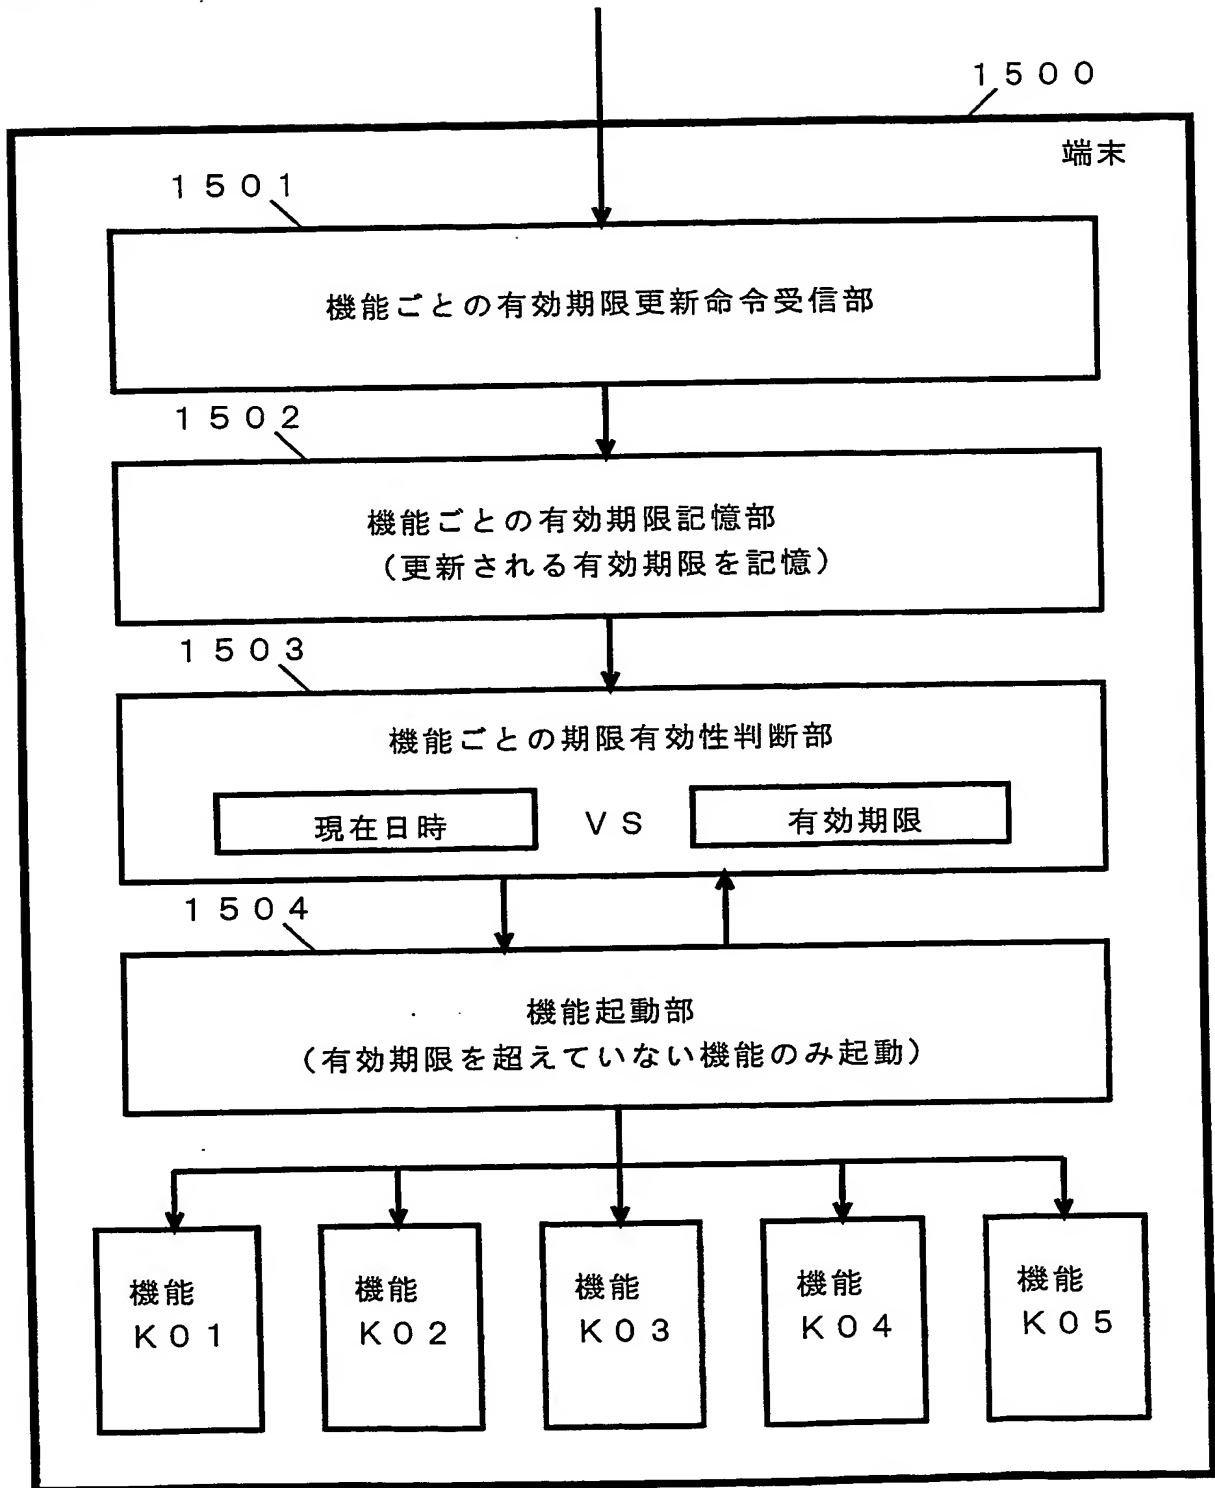 1500
端末
1501
機能ごとの有効期限更新命令受信部
1502
機能ごとの有効期限記憶部
（更新される有効期限を記憶）
1503
機能ごとの期限有効性判断部
現在日時 VS 有効期限
1504
機能起動部
（有効期限を超えていない機能のみ起動）
機能
K01
機能
K02
機能
K03
機能
K04
機能
K05